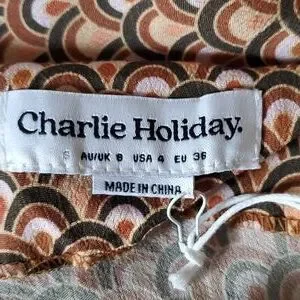 Charlie Holiday.
S AU/UK 8 USA 4 EU 36
MADE IN CHINA